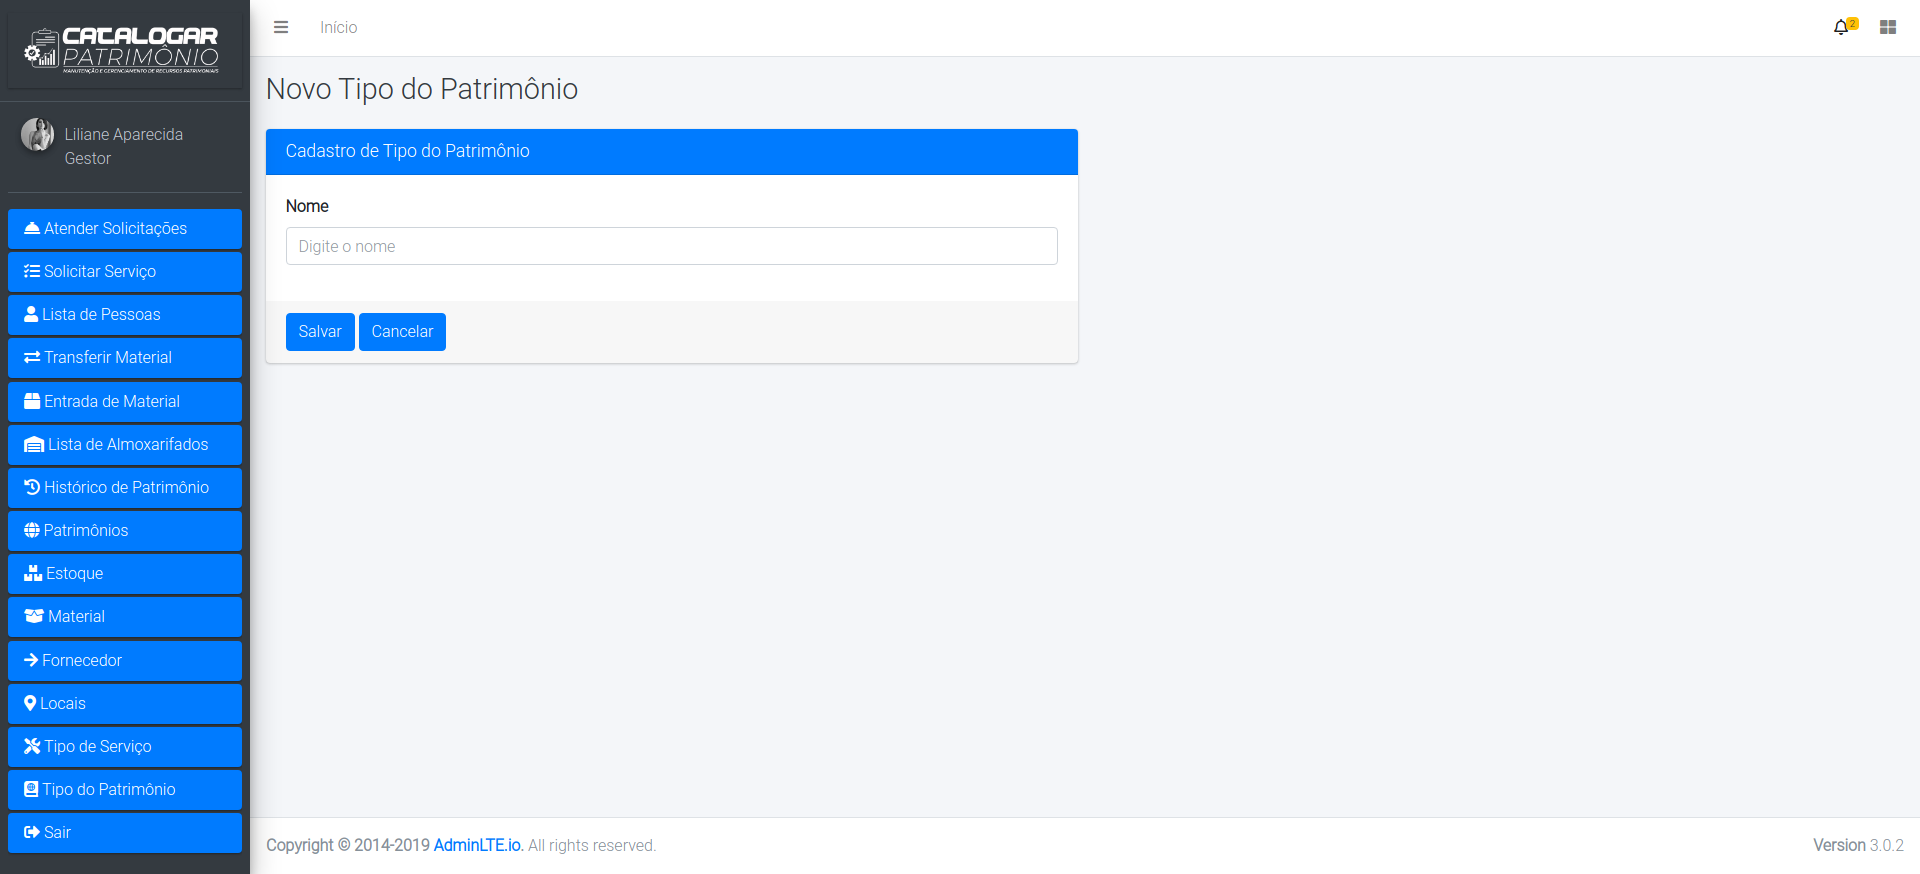 CATALOGAR
PATRIMÔNIO
MANUTENÇÃO E GERENCIAMENTO DE RECURSOS PATRIMONIAIS
Liliane Aparecida
Gestor
Atender Solicitações
Solicitar Serviço
Lista de Pessoas
Transferir Material
Entrada de Material
Lista de Almoxarifados
Histórico de Patrimônio
Patrimônios
Estoque
Material
Fornecedor
Locais
Tipo de Serviço
Tipo do Patrimônio
Sair
Início
2
Novo Tipo do Patrimônio
Cadastro de Tipo do Patrimônio
Nome
Digite o nome
Salvar Cancelar
Copyright © 2014-2019 AdminLTE.io. All rights reserved.
Version 3.0.2